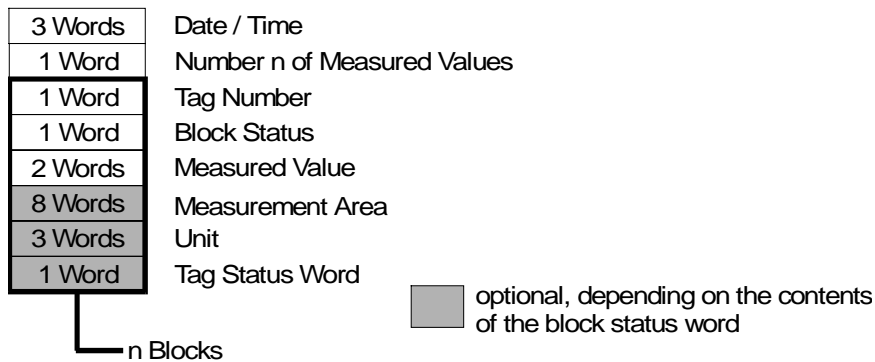 3 Words Date / Time
1 Word Number n of Measured Values
1 Word Tag Number
1 Word Block Status
2 Words Measured Value
8 Words Measurement Area
3 Words Unit
1 Word Tag Status Word
optional, depending on the contents
of the block status word
n Blocks